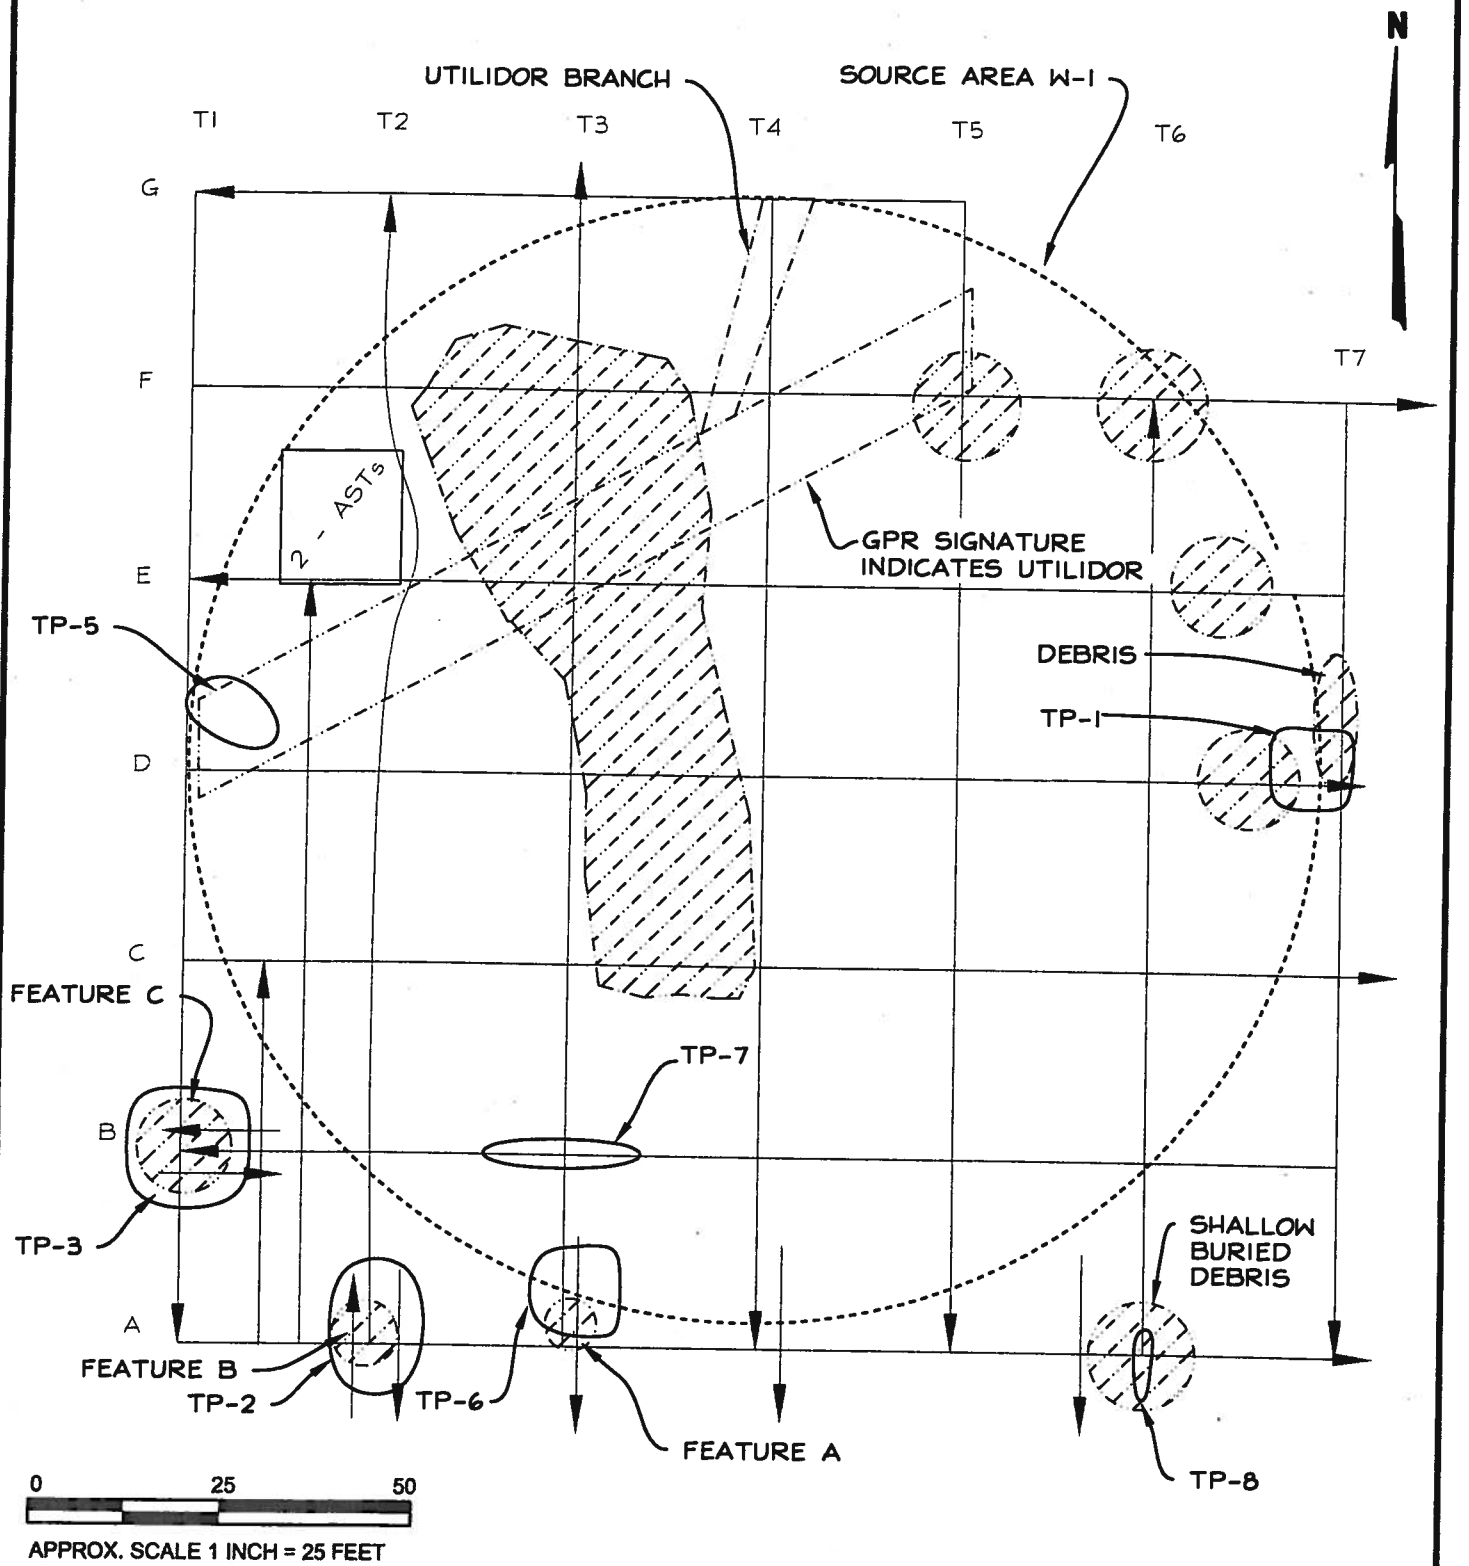 N
UTILIDOR BRANCH
SOURCE AREA W-1
T1
T2
T3
T4
T5
T6
G
T7
F
2 - ASTs
GPR SIGNATURE
INDICATES UTILIDOR
E
TP-5
DEBRIS
TP-1
D
C
FEATURE C
TP-7
B
TP-3
SHALLOW
BURIED
DEBRIS
A
FEATURE B
TP-2
TP-6
FEATURE A
TP-8
0 25 50
APPROX. SCALE 1 INCH = 25 FEET